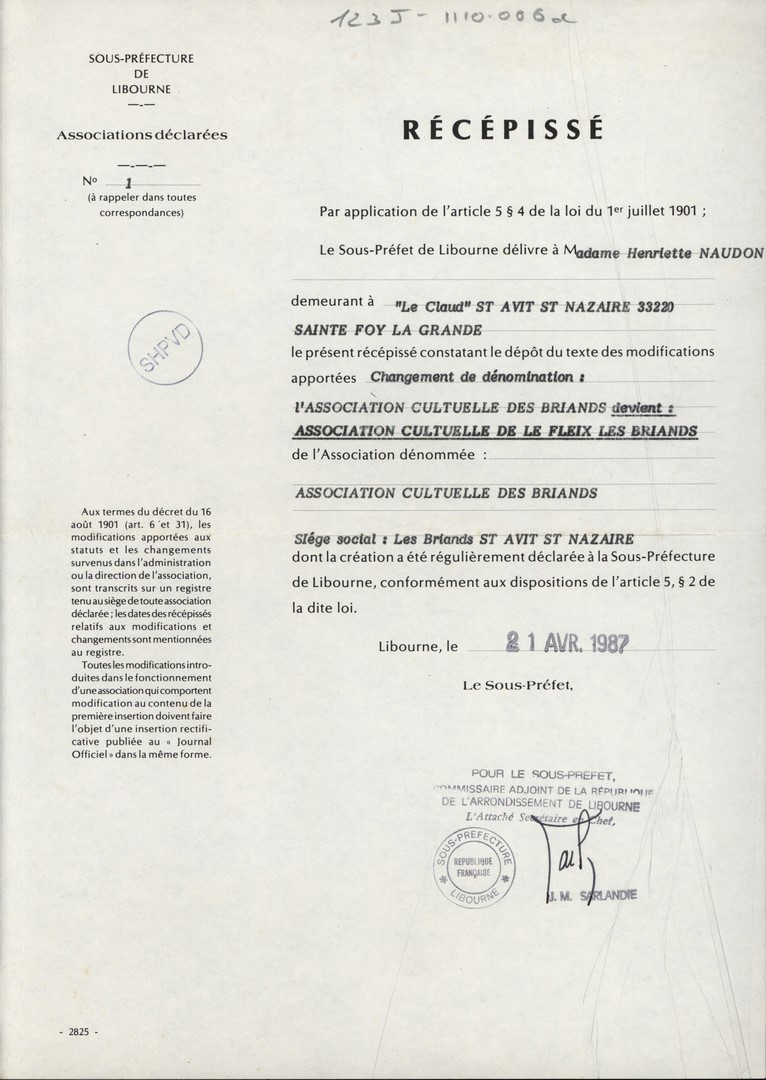 123 J - 1110.006 a
SOUS-PRÉFECTURE
DE
LIBOURNE
Associations déclarées
Nº 1
(à rappeler dans toutes
correspondances)
RÉCÉPISSÉ
Par application de l'article 5 § 4 de la loi du 1er juillet 1901 ;
Le Sous-Préfet de Libourne délivre à Madame Henriette NAUDON
demeurant à "Le Claud" ST AVIT ST NAZAIRE 33220
SAINTE FOY LA GRANDE
le présent récépissé constatant le dépôt du texte des modifications
apportées Changement de dénomination :
l'ASSOCIATION CULTUELLE DES BRIANDS devient :
ASSOCIATION CULTUELLE DE LE FLEIX LES BRIANDS
de l'Association dénommée :
ASSOCIATION CULTUELLE DES BRIANDS
SIége social : Les Briands ST AVIT ST NAZAIRE
dont la création a été régulièrement déclarée à la Sous-Préfecture
de Libourne, conformément aux dispositions de l'article 5, § 2 de
la dite loi.
Libourne, le 21 AVR. 1987
Le Sous-Préfet,
SHPVD
Aux termes du décret du 16
août 1901 (art. 6 et 31), les
modifications apportées aux
statuts et les changements
survenus dans l'administration
ou la direction de l'association,
sont transcrits sur un registre
tenu au siège de toute association
déclarée ; les dates des récépissés
relatifs aux modifications et
changements sont mentionnées
au registre.
Toutes les modifications intro-
duites dans le fonctionnement
d'une association qui comportent
modification au contenu de la
première insertion doivent faire
l'objet d'une insertion rectifi-
cative publiée au « Journal
Officiel » dans la même forme.
POUR LE SOUS-PREFET,
COMMISSAIRE ADJOINT DE LA RÉPUBLIQUE
DE L'ARRONDISSEMENT DE LIBOURNE
L'Attaché Secrétaire en Chef,
SOUS-PREFECTURE
REPUBLIQUE
FRANÇAISE
LIBOURNE
J. M. SARLANDIE
- 2825 -